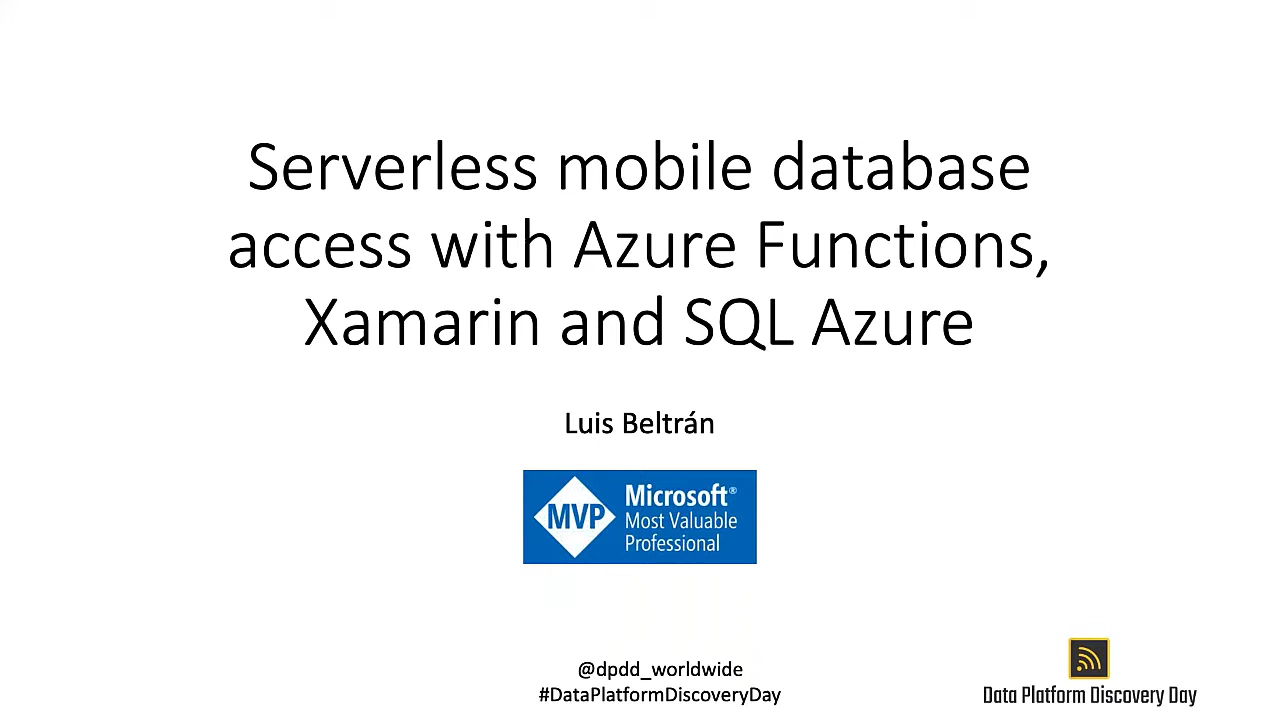 Serverless mobile database
access with Azure Functions,
Xamarin and SQL Azure
Luis Beltrán
MVP
Microsoft®
Most Valuable
Professional
@dpdd_worldwide
#DataPlatformDiscoveryDay
Data Platform Discovery Day